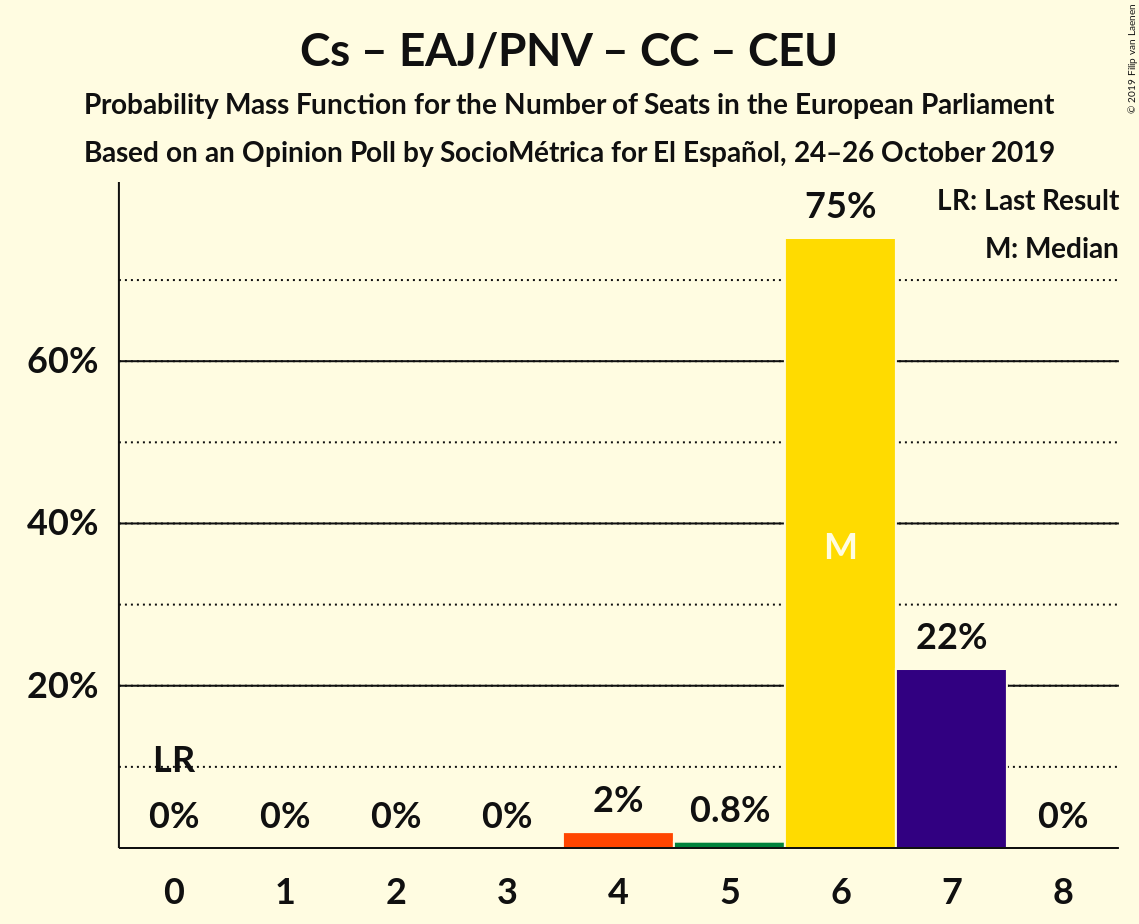 Cs – EAJ/PNV – CC – CEU
Probability Mass Function for the Number of Seats in the European Parliament
Based on an Opinion Poll by SocioMétrica for El Español, 24–26 October 2019
© 2019 Filip van Laenen
LR: Last Result
M: Median
75%
60%
40%
M
22%
20%
LR
0%
0%
0%
0%
2%
0.8%
0%
0
1
2
3
4
5
6
7
8